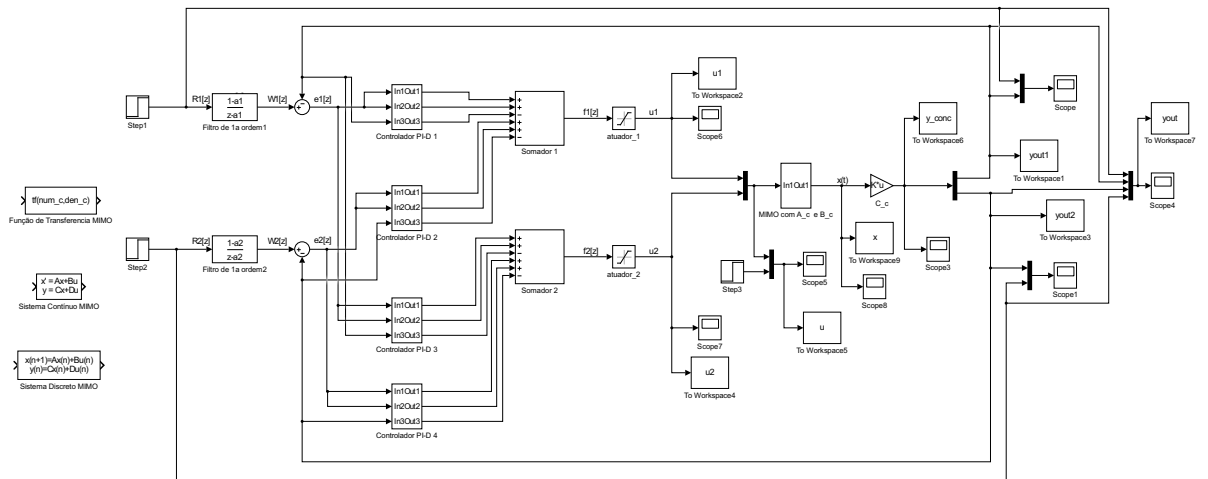 Step1
R1[z]
1-a1
z-a1
Filtro de 1a ordem1
W1[z]
e1[z]
In1Out1
In2Out2
In3Out3
Controlador PI-D 1
Somador 1
f1[z]
atuador_1
u1
u1
To Workspace2
Scope6
In1Out1
In2Out2
In3Out3
Controlador PI-D 2
tf(num_c,den_c)
Função de Transferencia MIMO
Step2
R2[z]
1-a2
z-a2
Filtro de 1a ordem2
W2[z]
e2[z]
Somador 2
f2[z]
atuador_2
u2
x' = Ax+Bu
y = Cx+Du
Sistema Contínuo MIMO
In1Out1
In2Out2
In3Out3
Controlador PI-D 3
Scope7
u2
To Workspace4
x(n+1)=Ax(n)+Bu(n)
y(n)=Cx(n)+Du(n)
Sistema Discreto MIMO
In1Out1
In2Out2
In3Out3
Controlador PI-D 4
In1Out1
MIMO com A_c e B_c
x(t)
K*u
C_c
y_conc
To Workspace6
Scope
yout1
To Workspace1
yout
To Workspace7
Scope4
yout2
To Workspace3
x
To Workspace9
Scope3
Step3
Scope5
Scope8
Scope1
u
To Workspace5